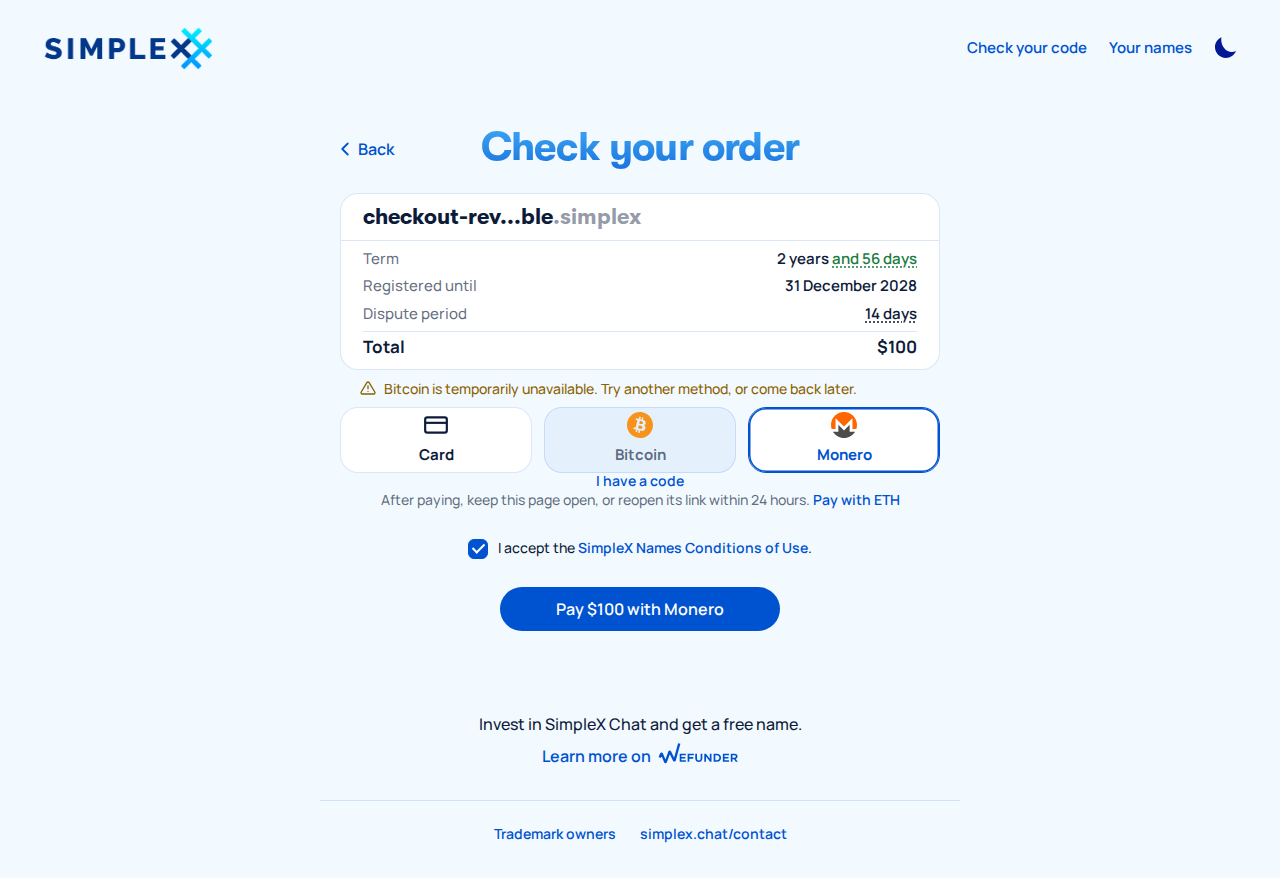 SIMPLEX
Check your code
Your names
Back
Check your order
checkout-rev...ble.simplex
Term
2 years and 56 days
Registered until
31 December 2028
Dispute period
14 days
Total
$100
Bitcoin is temporarily unavailable. Try another method, or come back later.
Card
Bitcoin
Monero
I have a code
After paying, keep this page open, or reopen its link within 24 hours. Pay with ETH
I accept the SimpleX Names Conditions of Use.
Pay $100 with Monero
Invest in SimpleX Chat and get a free name.
Learn more on WEFUNDER
Trademark owners
simplex.chat/contact